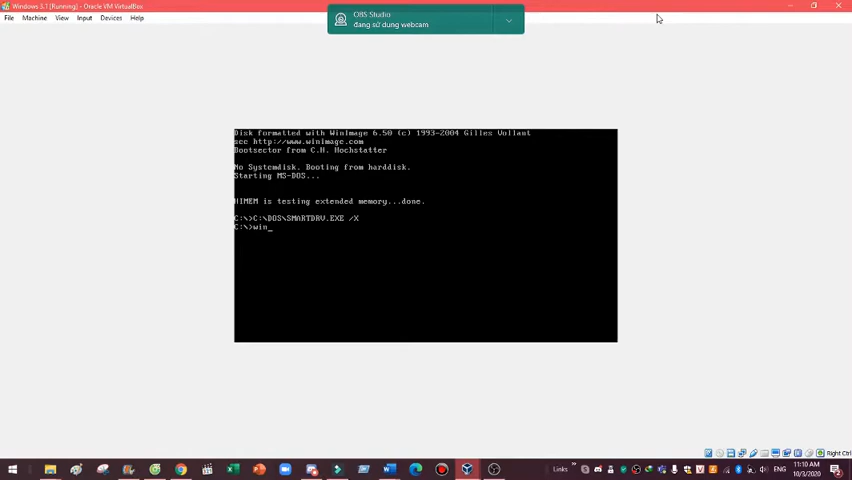 Windows 3.1 [Running] - Oracle VM VirtualBox
File Machine View Input Devices Help
OBS Studio
đang sử dụng webcam
Disk formatted with WinImage 6.50 (c) 1993-2004 Gilles Vollant
see http://www.winimage.com
Bootsector from C.H. Hochstatter
No Systemdisk. Booting from harddisk.
Starting MS-DOS...
HIMEM is testing extended memory...done.
C:\>C:\DOS\SMARTDRV.EXE /X
C:\>win_
Right Ctrl
Links
ENG
11:10 AM
10/3/2020